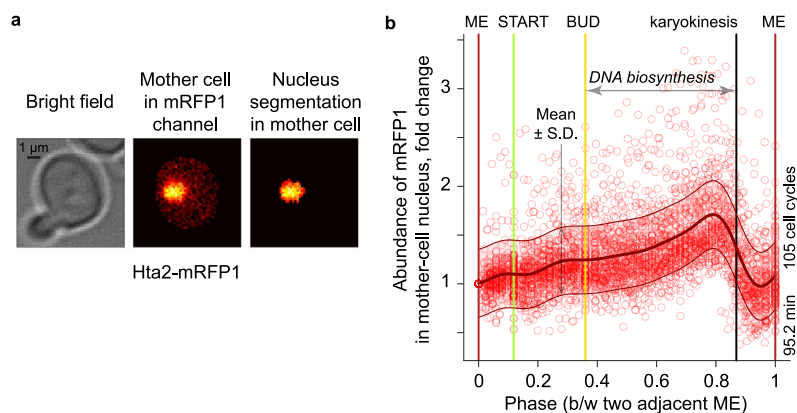 a
Bright field
Mother cell
in mRFP1
channel
Nucleus
segmentation
in mother cell
1 μm
Hta2-mRFP1
b
ME START BUD karyokinesis ME
DNA biosynthesis
Mean
± S.D.
Abundance of mRFP1
in mother-cell nucleus, fold change
3
2
1
95.2 min 105 cell cycles
0 0.2 0.4 0.6 0.8 1
Phase (b/w two adjacent ME)